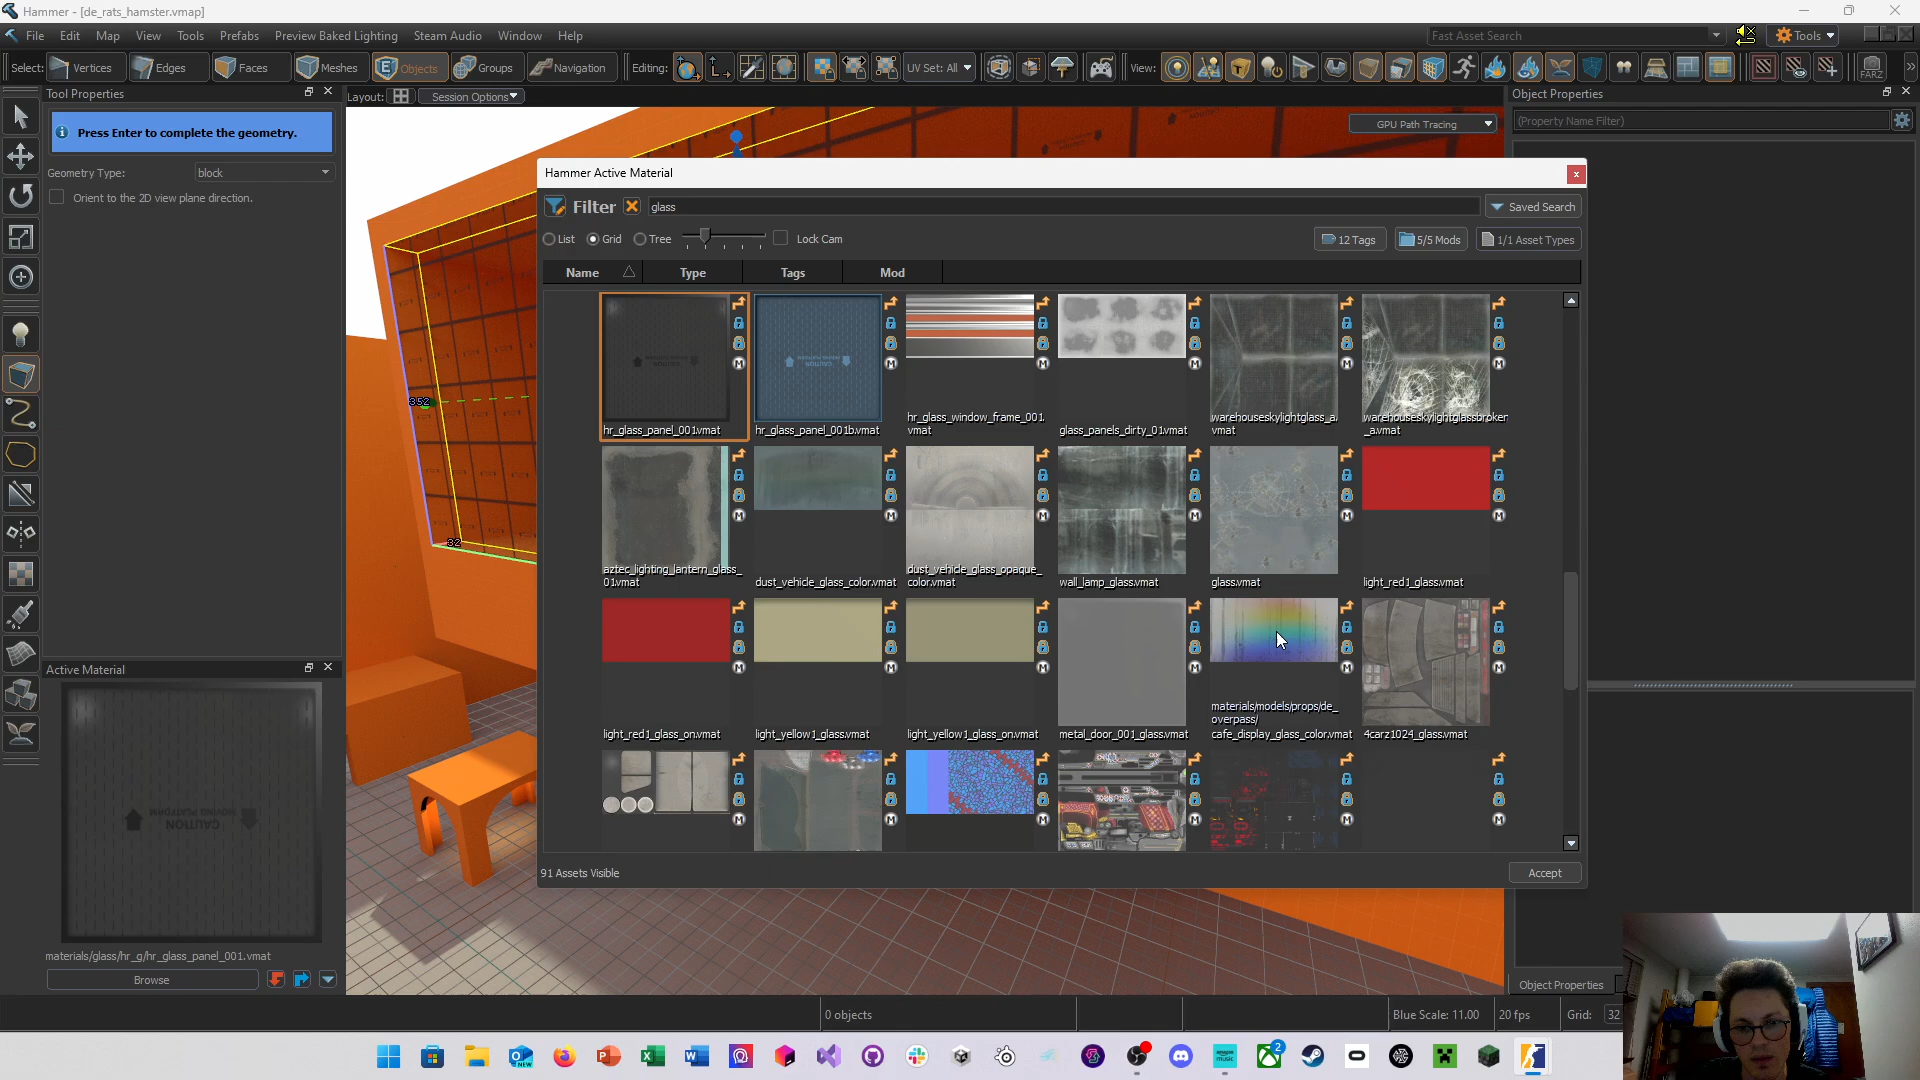 Hammer - [de_rats_hamster.vmap]
File Edit Map View Tools Prefabs Preview Baked Lighting Steam Audio Window Help
Fast Asset Search
Tools
Select: Vertices Edges Faces Meshes Objects Groups Navigation Editing: UV Set: All View:
FARZ
Tool Properties
Layout: Session Options
Object Properties
Press Enter to complete the geometry.
GPU Path Tracing
(Property Name Filter)
Geometry Type: block
Orient to the 2D view plane direction.
Hammer Active Material
Filter glass Saved Search
List Grid Tree Lock Cam 12 Tags 5/5 Mods 1/1 Asset Types
Name Type Tags Mod
352
32
hr_glass_panel_001.vmat
hr_glass_panel_001b.vmat
hr_glass_window_frame_001.
vmat
glass_panels_dirty_01.vmat
warehouseskylightglass_a.
vmat
warehouseskylightglassbroken
_a.vmat
aztec_lighting_lantern_glass_
01.vmat
dust_vehicle_glass_color.vmat
dust_vehicle_glass_opaque_
color.vmat
wall_lamp_glass.vmat
glass.vmat
light_red1_glass.vmat
light_red1_glass_on.vmat
light_yellow1_glass.vmat
light_yellow1_glass_on.vmat
metal_door_001_glass.vmat
materials/models/props/de_
overpass/
cafe_display_glass_color.vmat
4carz1024_glass.vmat
91 Assets Visible
Accept
Active Material
CAUTION
MOVING PLATFORM
materials/glass/hr_g/hr_glass_panel_001.vmat
Browse
Object Properties
0 objects
Blue Scale: 11.00
20 fps
Grid: 32
NEW
2